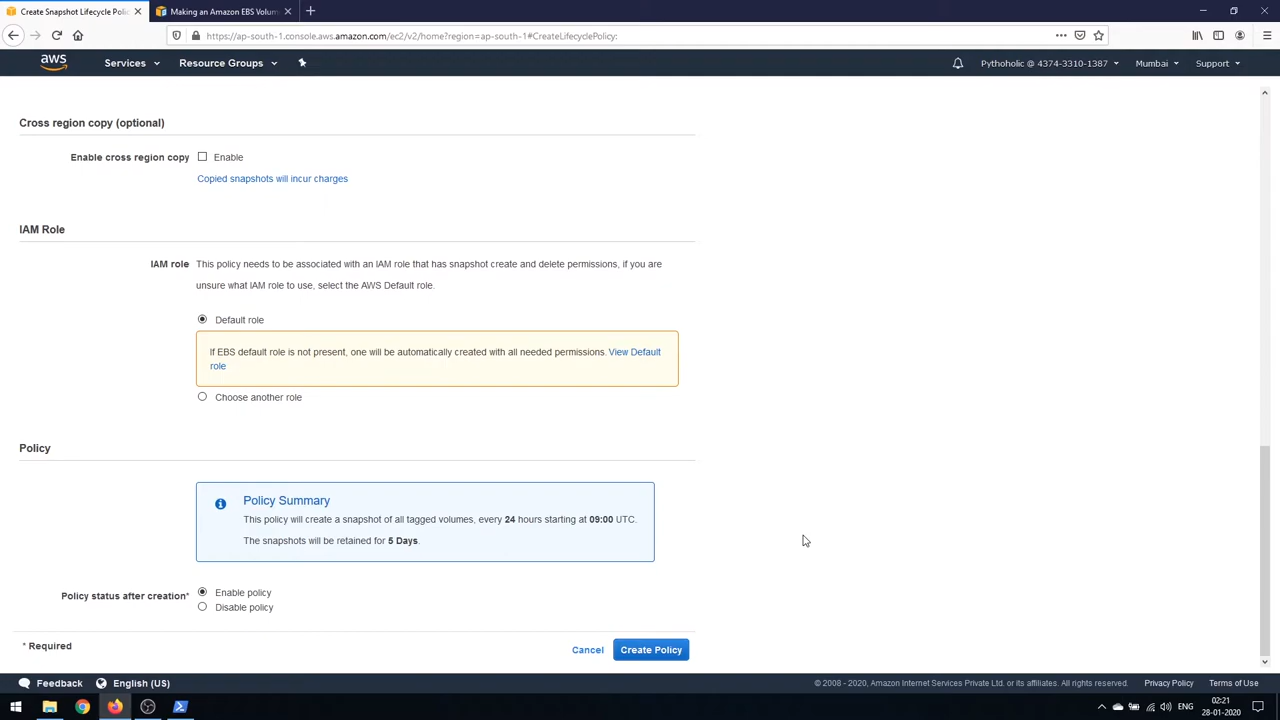 Create Snapshot Lifecycle Polic
Making an Amazon EBS Volum
https://ap-south-1.console.aws.amazon.com/ec2/v2/home?region=ap-south-1#CreateLifecyclePolicy:
aws Services Resource Groups Pythoholic @ 4374-3310-1387 Mumbai Support
Cross region copy (optional)
Enable cross region copy Enable
Copied snapshots will incur charges
IAM Role
IAM role This policy needs to be associated with an IAM role that has snapshot create and delete permissions, if you are
unsure what IAM role to use, select the AWS Default role.
Default role
If EBS default role is not present, one will be automatically created with all needed permissions. View Default
role
Choose another role
Policy
Policy Summary
This policy will create a snapshot of all tagged volumes, every 24 hours starting at 09:00 UTC.
The snapshots will be retained for 5 Days.
Policy status after creation* Enable policy
Disable policy
* Required Cancel Create Policy
Feedback English (US) © 2008 - 2020, Amazon Internet Services Private Ltd. or its affiliates. All rights reserved. Privacy Policy Terms of Use
ENG 02:21
28-01-2020